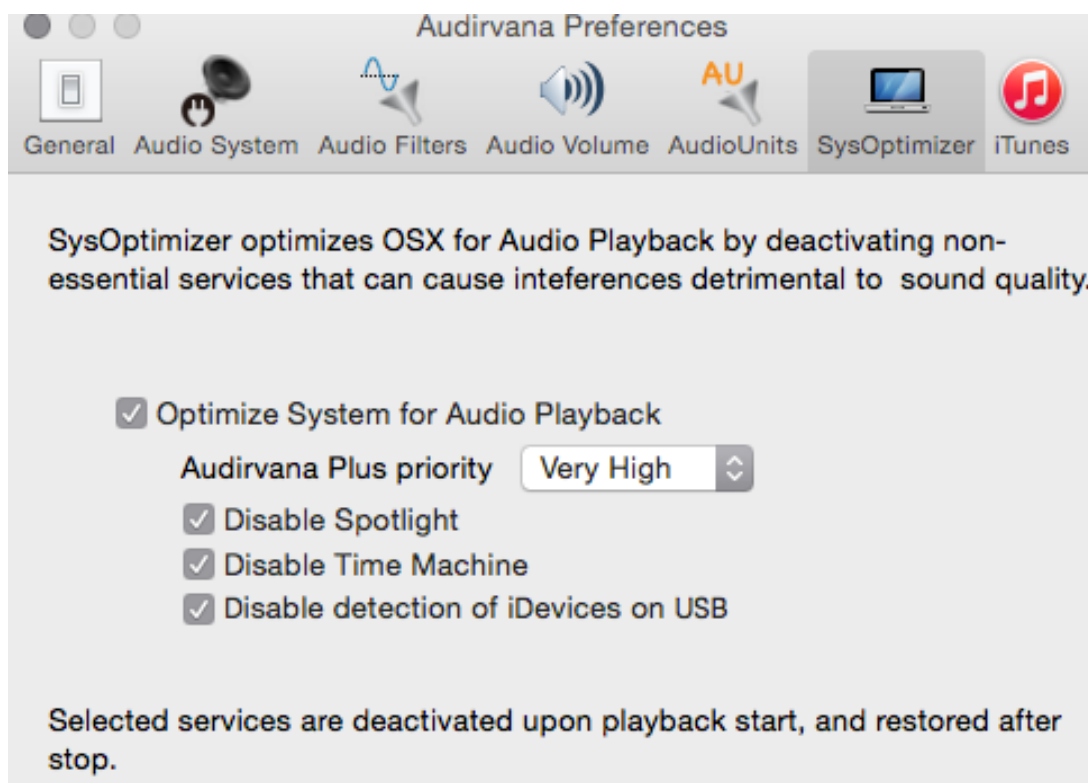 Audirvana Preferences
AU
General Audio System Audio Filters Audio Volume AudioUnits SysOptimizer iTunes
SysOptimizer optimizes OSX for Audio Playback by deactivating non-
essential services that can cause inteferences detrimental to  sound quality.
Optimize System for Audio Playback
Audirvana Plus priority Very High
Disable Spotlight
Disable Time Machine
Disable detection of iDevices on USB
Selected services are deactivated upon playback start, and restored after
stop.